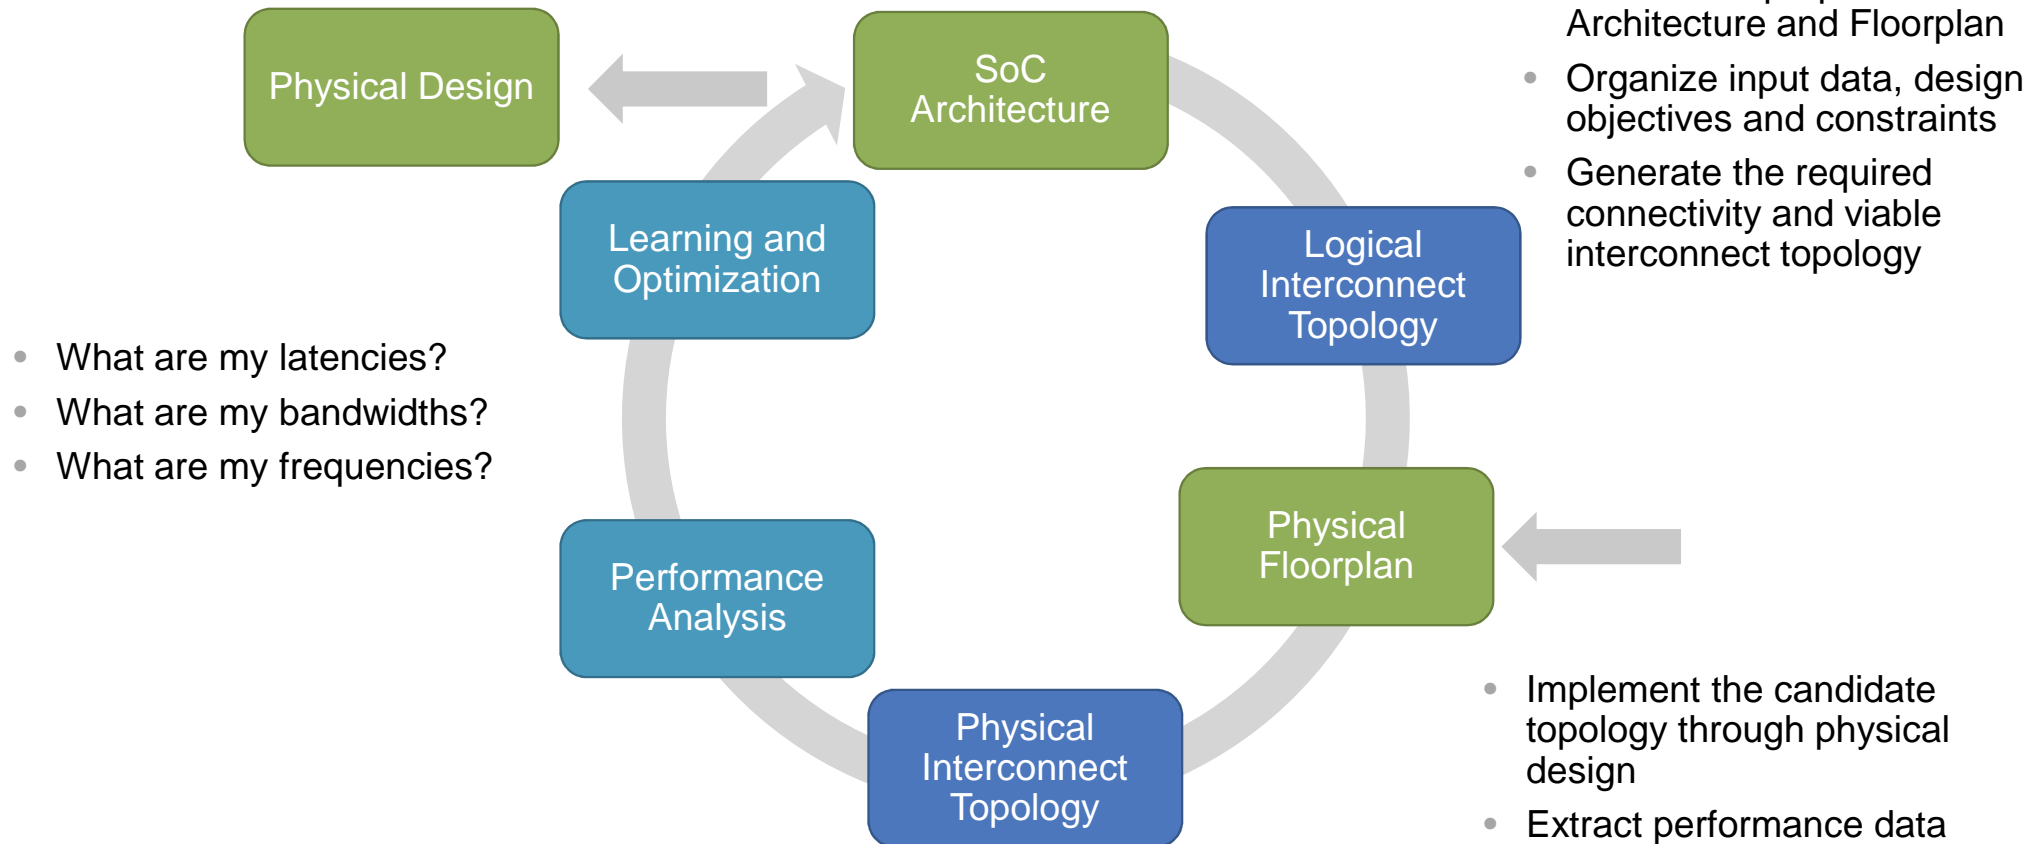 Architecture and Floorplan
• Organize input data, design
objectives and constraints
• Generate the required
connectivity and viable
interconnect topology
Physical Design
SoC
Architecture
Learning and
Optimization
Logical
Interconnect
Topology
• What are my latencies?
• What are my bandwidths?
• What are my frequencies?
Physical
Floorplan
Performance
Analysis
Physical
Interconnect
Topology
• Implement the candidate
topology through physical
design
• Extract performance data